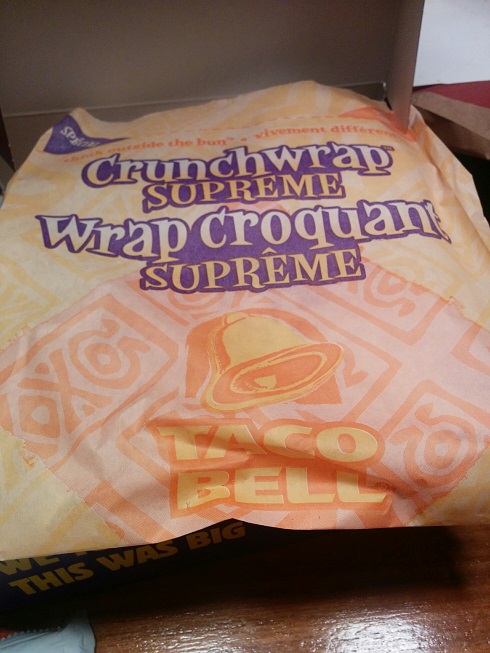 think outside the bun • vivement différent
Crunchwrap
SUPREME
Wrap croquant
SUPRÊME
TACO
BELL
THIS WAS BIG